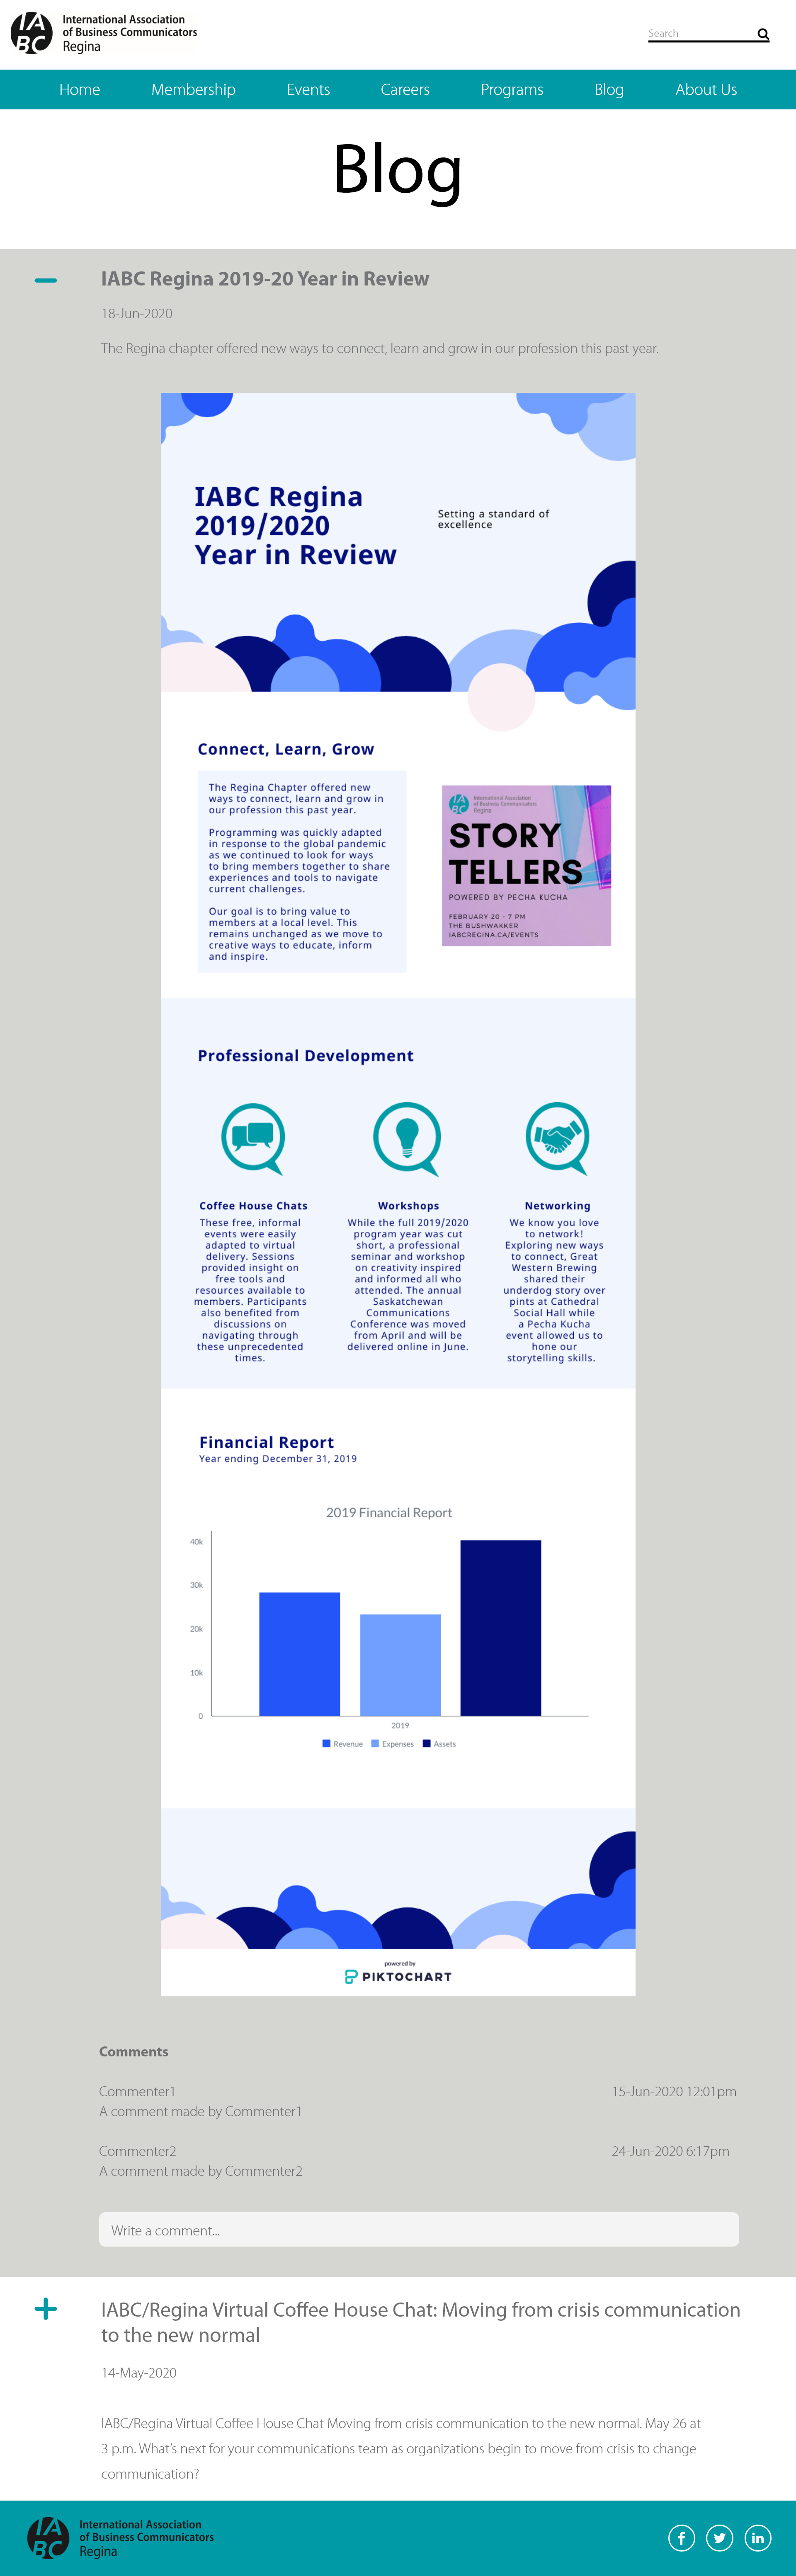 IABC
International Association
of Business Communicators
Regina
Search
Home Membership Events Careers Programs Blog About Us
Blog
IABC Regina 2019-20 Year in Review
18-Jun-2020
The Regina chapter offered new ways to connect, learn and grow in our profession this past year.
IABC Regina
2019/2020
Year in Review
Setting a standard of
excellence
Connect, Learn, Grow
The Regina Chapter offered new
ways to connect, learn and grow in
our profession this past year.
Programming was quickly adapted
in response to the global pandemic
as we continued to look for ways
to bring members together to share
experiences and tools to navigate
current challenges.
Our goal is to bring value to
members at a local level. This
remains unchanged as we move to
creative ways to educate, inform
and inspire.
IABC
International Association
of Business Communicators
Regina
STORY
TELLERS
POWERED BY PECHA KUCHA
FEBRUARY 20 - 7 PM
THE BUSHWAKKER
IABCREGINA.CA/EVENTS
Professional Development
Coffee House Chats
These free, informal
events were easily
adapted to virtual
delivery. Sessions
provided insight on
free tools and
resources available to
members. Participants
also benefited from
discussions on
navigating through
these unprecedented
times.
Workshops
While the full 2019/2020
program year was cut
short, a professional
seminar and workshop
on creativity inspired
and informed all who
attended. The annual
Saskatchewan
Communications
Conference was moved
from April and will be
delivered online in June.
Networking
We know you love
to network!
Exploring new ways
to connect, Great
Western Brewing
shared their
underdog story over
pints at Cathedral
Social Hall while
a Pecha Kucha
event allowed us to
hone our
storytelling skills.
Financial Report
Year ending December 31, 2019
2019 Financial Report
40k
30k
20k
10k
0
2019
Revenue Expenses Assets
powered by
PIKTOCHART
Comments
Commenter1 15-Jun-2020 12:01pm
A comment made by Commenter1
Commenter2 24-Jun-2020 6:17pm
A comment made by Commenter2
Write a comment...
IABC/Regina Virtual Coffee House Chat: Moving from crisis communication
to the new normal
14-May-2020
IABC/Regina Virtual Coffee House Chat Moving from crisis communication to the new normal. May 26 at
3 p.m. What's next for your communications team as organizations begin to move from crisis to change
communication?
IABC
International Association
of Business Communicators
Regina